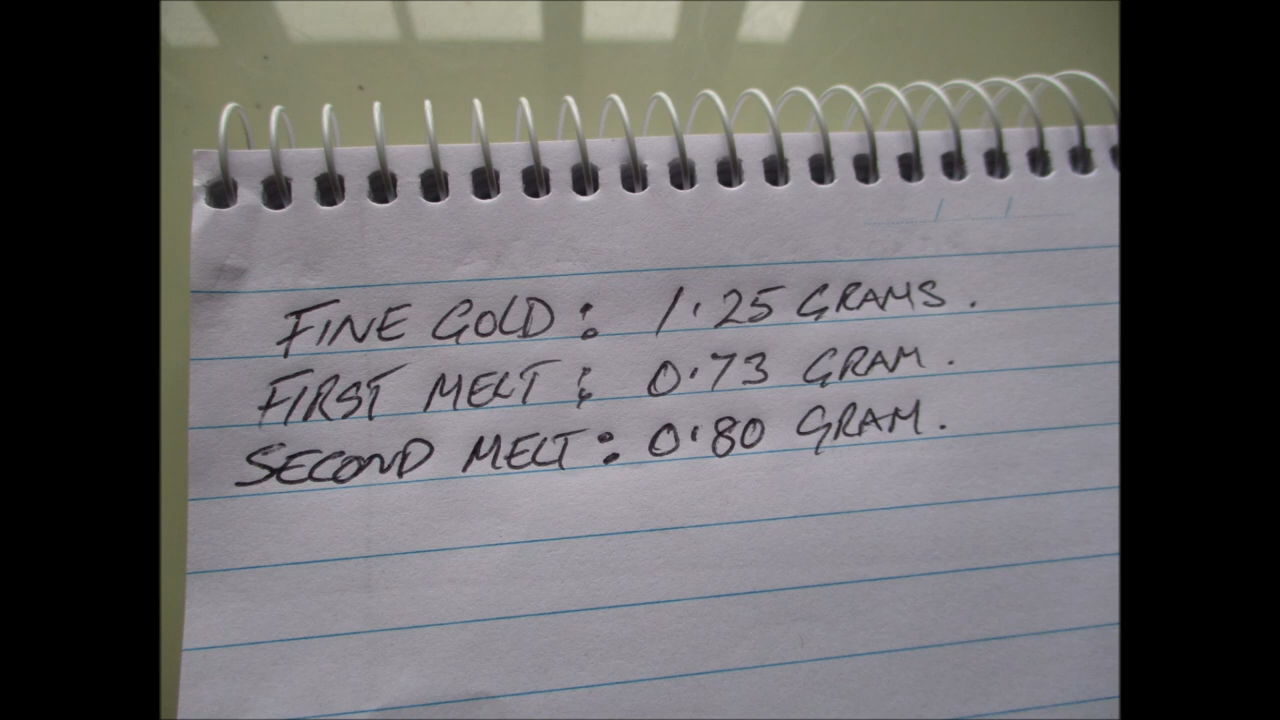 FINE GOLD: 1.25 GRAMS.
FIRST MELT: 0.73 GRAM.
SECOND MELT: 0.80 GRAM.